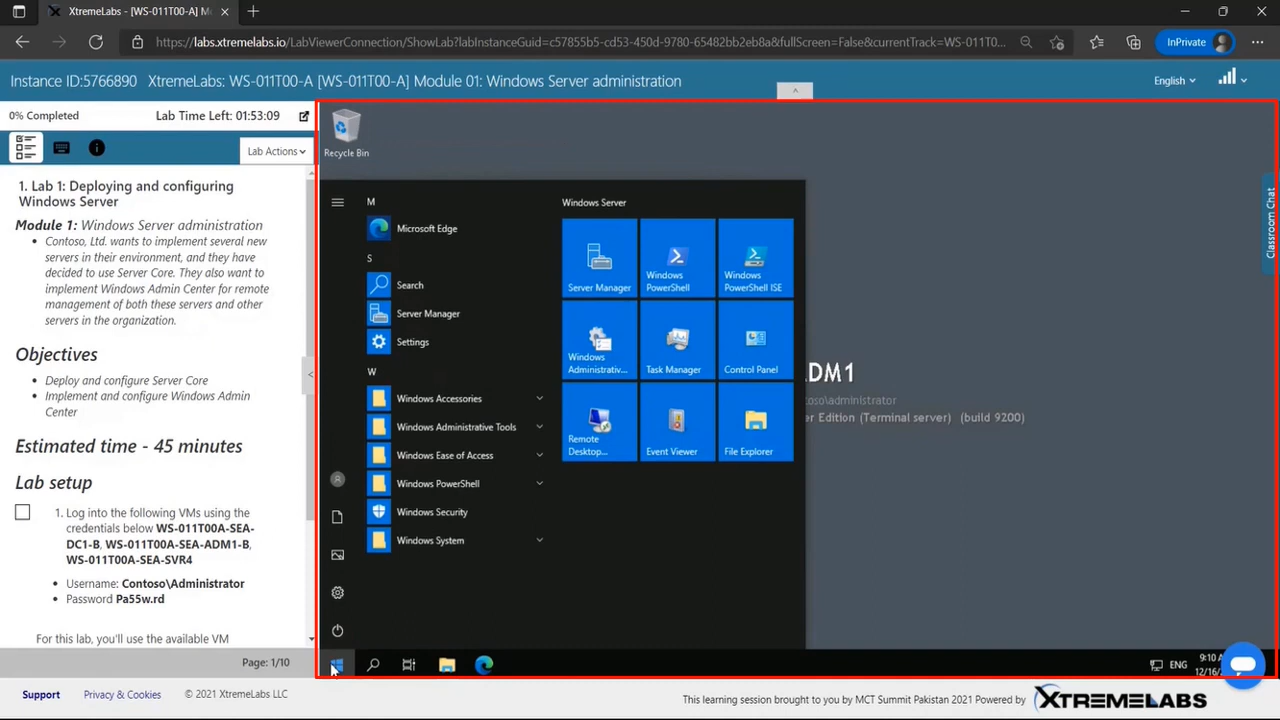 XtremeLabs - [WS-011T00-A] M
https://labs.xtremelabs.io/LabViewerConnection/ShowLab?labInstanceGuid=c57855b5-cd53-450d-9780-65482bb2eb8a&fullScreen=False&currentTrack=WS-011T0...
InPrivate
Instance ID:5766890 XtremeLabs: WS-011T00-A [WS-011T00-A] Module 01: Windows Server administration
English
0% Completed
Lab Time Left: 01:53:09
Lab Actions
1. Lab 1: Deploying and configuring
Windows Server
Module 1: Windows Server administration
• Contoso, Ltd. wants to implement several new
servers in their environment, and they have
decided to use Server Core. They also want to
implement Windows Admin Center for remote
management of both these servers and other
servers in the organization.
Objectives
• Deploy and configure Server Core
• Implement and configure Windows Admin
Center
Estimated time - 45 minutes
Lab setup
1. Log into the following VMs using the
credentials below WS-011T00A-SEA-
DC1-B, WS-011T00A-SEA-ADM1-B,
WS-011T00A-SEA-SVR4
• Username: Contoso\Administrator
• Password Pa55w.rd
For this lab, you'll use the available VM
Page: 1/10
Recycle Bin
M
Microsoft Edge
S
Search
Server Manager
Settings
W
Windows Accessories
Windows Administrative Tools
Windows Ease of Access
Windows PowerShell
Windows Security
Windows System
Windows Server
Server Manager
Windows
PowerShell
Windows
PowerShell ISE
Windows
Administrativ...
Task Manager
Control Panel
Remote
Desktop...
Event Viewer
File Explorer
DM1
toso\administrator
er Edition (Terminal server) (build 9200)
Classroom Chat
ENG
9:10
12/16/
Support
Privacy & Cookies
© 2021 XtremeLabs LLC
This learning session brought to you by MCT Summit Pakistan 2021 Powered by
XTREMELABS